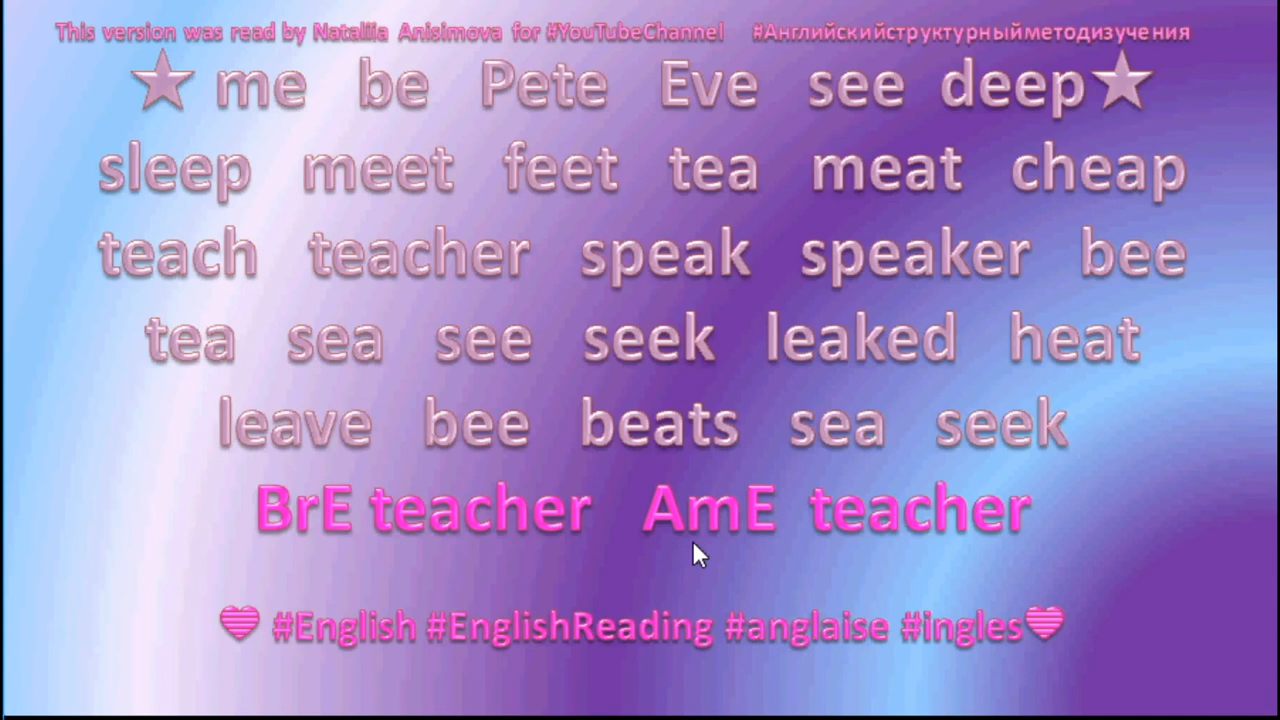 This version was read by Nataliia Anisimova for #YouTubeChannel #Английскийструктурныйметодизучения
me be Pete Eve see deep
sleep meet feet tea meat cheap
teach teacher speak speaker bee
tea sea see seek leaked heat
leave bee beats sea seek
BrE teacher AmE teacher
#English #EnglishReading #anglaise #ingles